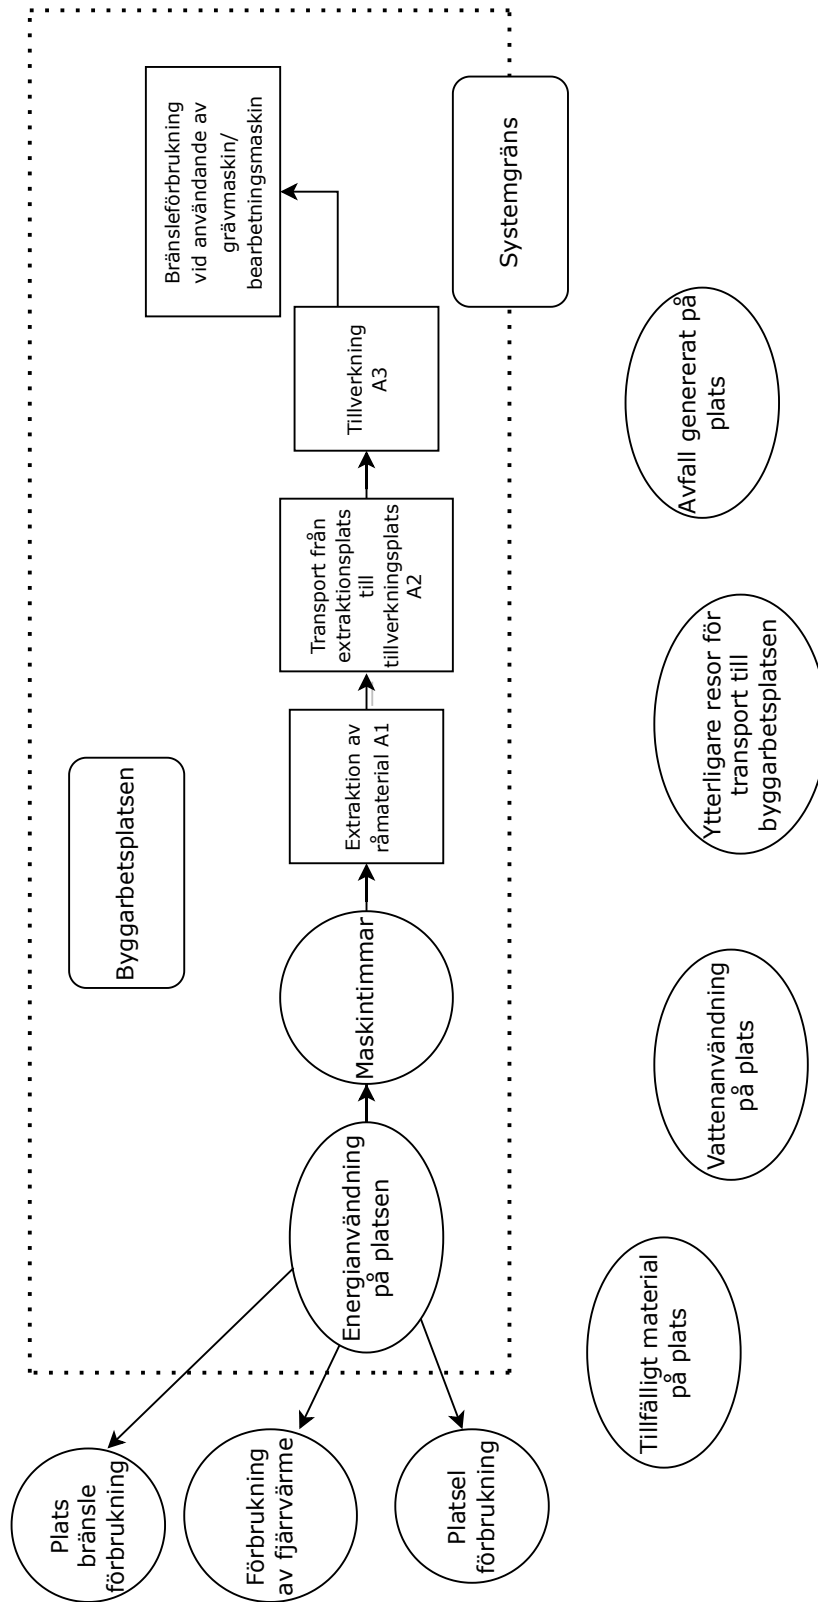 Plats
bränsle
förbrukning
Förbrukning
av fjärrvärme
Platsel
förbrukning
Energianvändning
på platsen
Maskintimmar
Byggarbetsplatsen
Extraktion av
råmaterial A1
Transport från
extraktionsplats
till
tillverkningsplats
A2
Tillverkning
A3
Bränsleförbrukning
vid användande av
grävmaskin/
bearbetningsmaskin
Systemgräns
Tillfälligt material
på plats
Vattenanvändning
på plats
Ytterligare resor för
transport till
byggarbetsplatsen
Avfall genererat på
plats